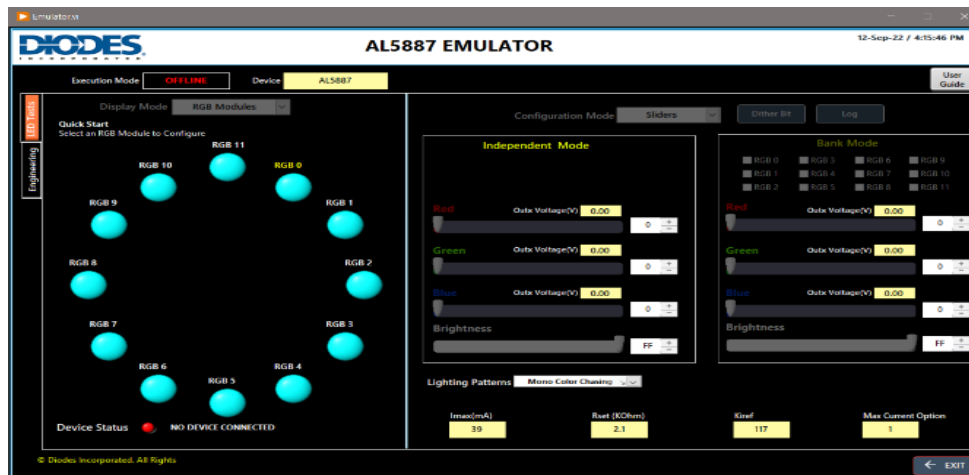 Emulator.vi
DIODES
INCORPORATED
AL5887 EMULATOR
12-Sep-22 / 4:15:46 PM
Execution Mode OFFLINE Device AL5887
User Guide
LED Tests
Engineering
Display Mode RGB Modules
Quick Start
Select an RGB Module to Configure
RGB 11
RGB 10 RGB 0
RGB 9 RGB 1
RGB 8 RGB 2
RGB 7 RGB 3
RGB 6 RGB 4
RGB 5
Device Status NO DEVICE CONNECTED
Configuration Mode Sliders Dither Bit Log
Independent Mode
Red Outx Voltage(V) 0.00
0
Green Outx Voltage(V) 0.00
0
Blue Outx Voltage(V) 0.00
0
Brightness
FF
Bank Mode
RGB 0 RGB 3 RGB 6 RGB 9
RGB 1 RGB 4 RGB 7 RGB 10
RGB 2 RGB 5 RGB 8 RGB 11
Red Outx Voltage(V) 0.00
0
Green Outx Voltage(V) 0.00
0
Blue Outx Voltage(V) 0.00
0
Brightness
FF
Lighting Patterns Mono Color Chasing
Imax(mA) Rset (KOhm) Kiref Max Current Option
39 2.1 117 1
© Diodes Incorporated. All Rights
EXIT